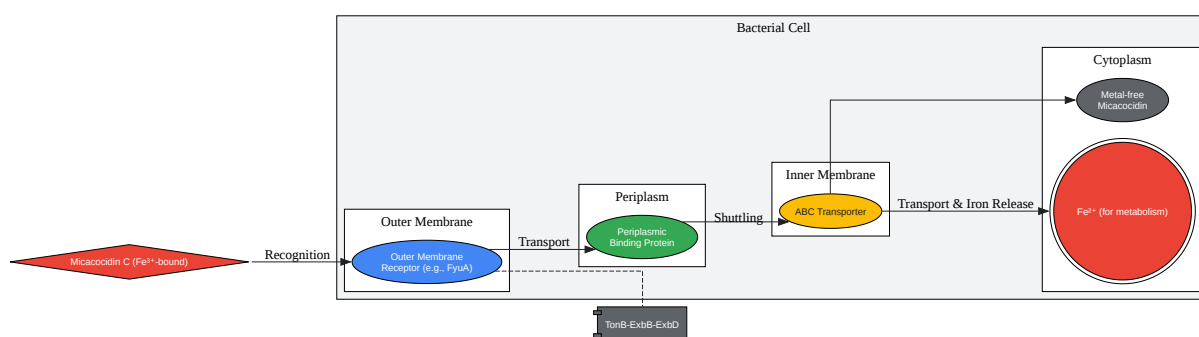 Bacterial Cell
Cytoplasm
Metal-free
Micacocidin
Inner Membrane
ABC Transporter
Transport & Iron Release
Fe²⁺ (for metabolism)
Periplasm
Periplasmic
Binding Protein
Shuttling
Outer Membrane
Outer Membrane
Receptor (e.g., FyuA)
Transport
Recognition
Micacocidin C (Fe³⁺-bound)
TonB-ExbB-ExbD